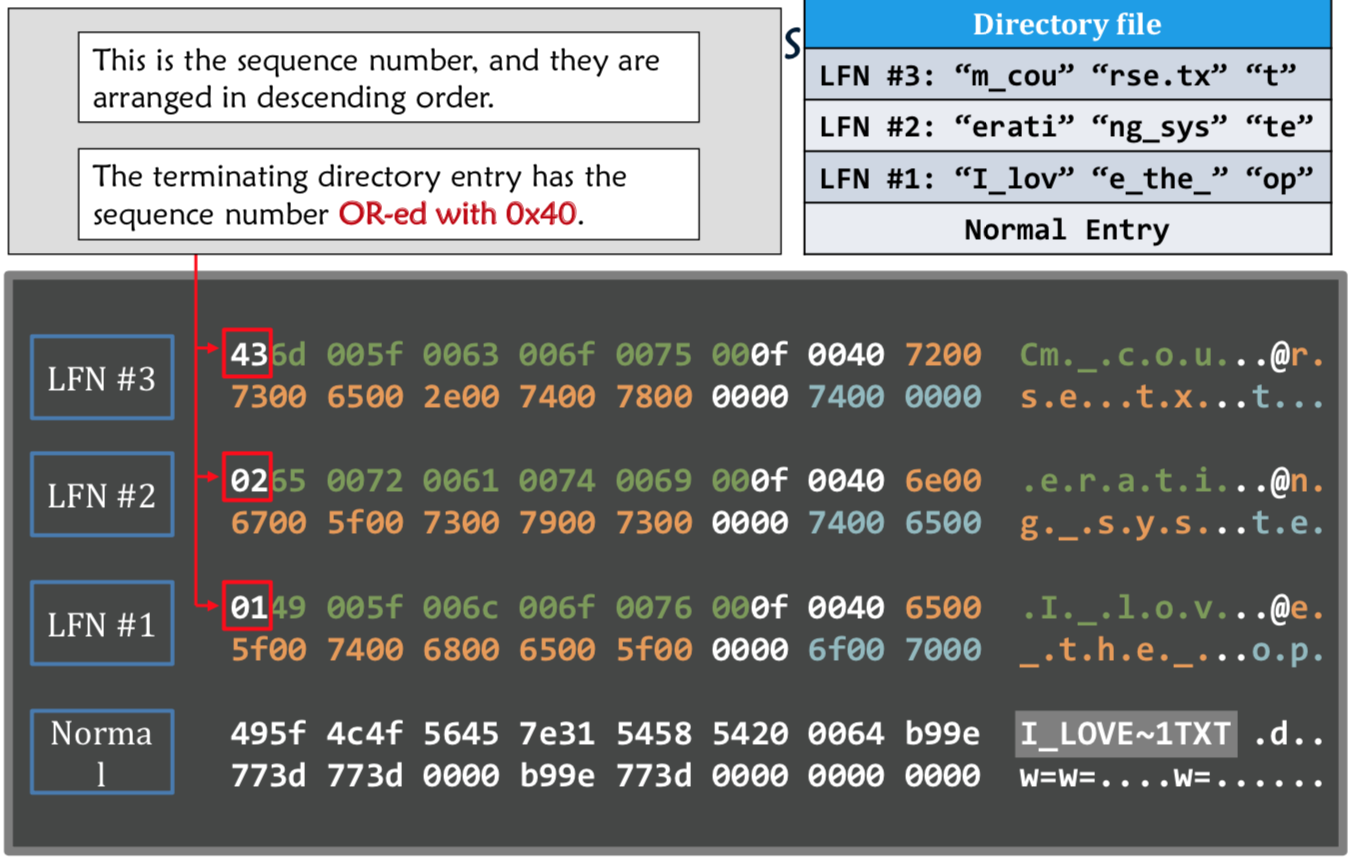 This is the sequence number, and they are
arranged in descending order.
The terminating directory entry has the
sequence number OR-ed with 0x40.
s
Directory file
LFN #3: “m_cou” “rse.tx” “t”
LFN #2: “erati” “ng_sys” “te”
LFN #1: “I_lov” “e_the_” “op”
Normal Entry
LFN #3
436d 005f 0063 006f 0075 000f 0040 7200 Cm._.c.o.u...@r.
7300 6500 2e00 7400 7800 0000 7400 0000 s.e...t.x...t...
LFN #2
0265 0072 0061 0074 0069 000f 0040 6e00 .e.r.a.t.i...@n.
6700 5f00 7300 7900 7300 0000 7400 6500 g._.s.y.s...t.e.
LFN #1
0149 005f 006c 006f 0076 000f 0040 6500 .I._.l.o.v...@e.
5f00 7400 6800 6500 5f00 0000 6f00 7000 _.t.h.e._...o.p.
Norma
l
495f 4c4f 5645 7e31 5458 5420 0064 b99e I_LOVE~1TXT .d..
773d 773d 0000 b99e 773d 0000 0000 0000 w=w=....w=......